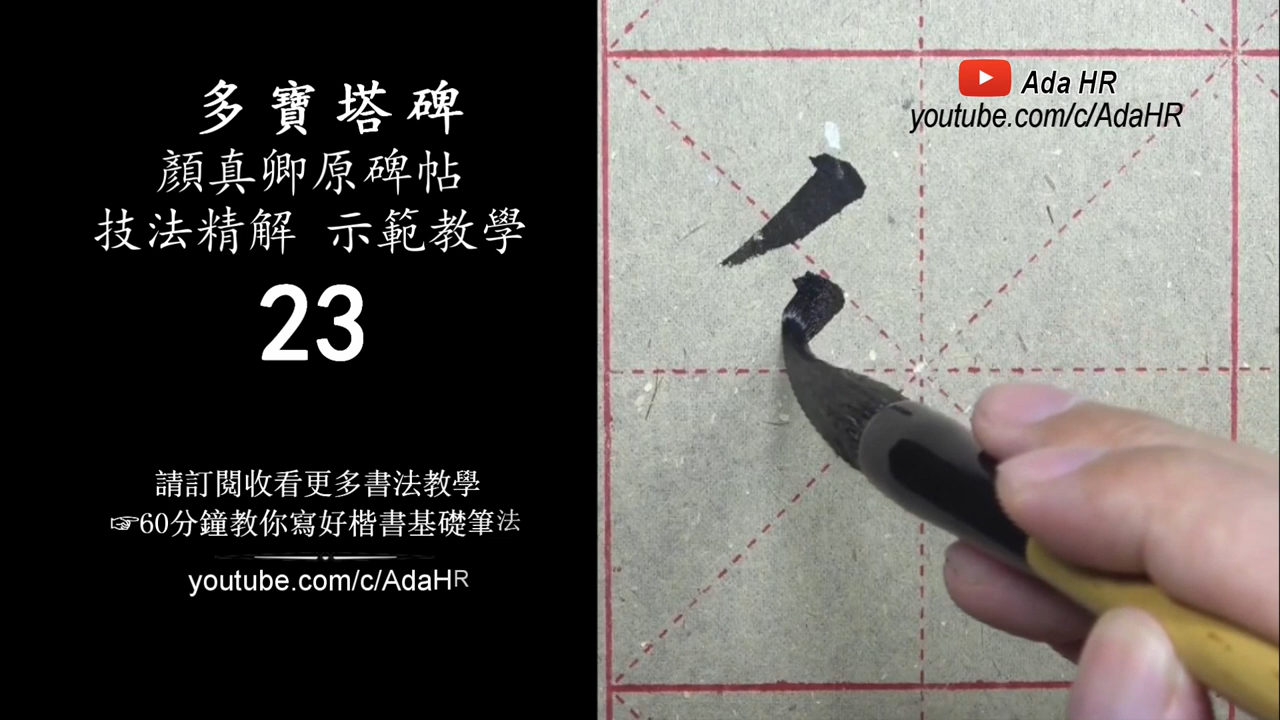 多寶塔碑
顏真卿原碑帖
技法精解 示範教學
23
請訂閱收看更多書法教學
☞60分鐘教你寫好楷書基礎筆法
youtube.com/c/AdaHR
Ada HR
youtube.com/c/AdaHR